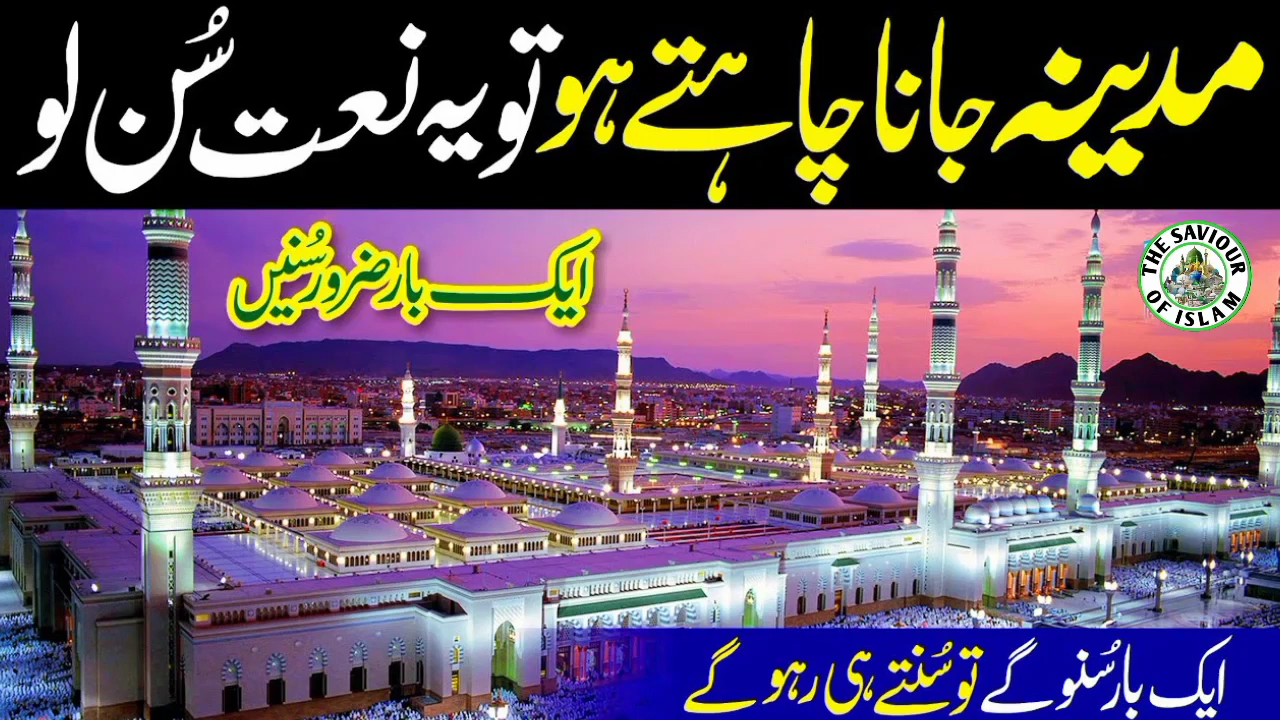 مدینہ جانا چاہتے ہو تو یہ نعت سُن لو
ایک بار ضرور سُنیں
THE SAVIOUR
OF ISLAM
ایک بار سُنو گے تو سُنتے ہی رہو گے